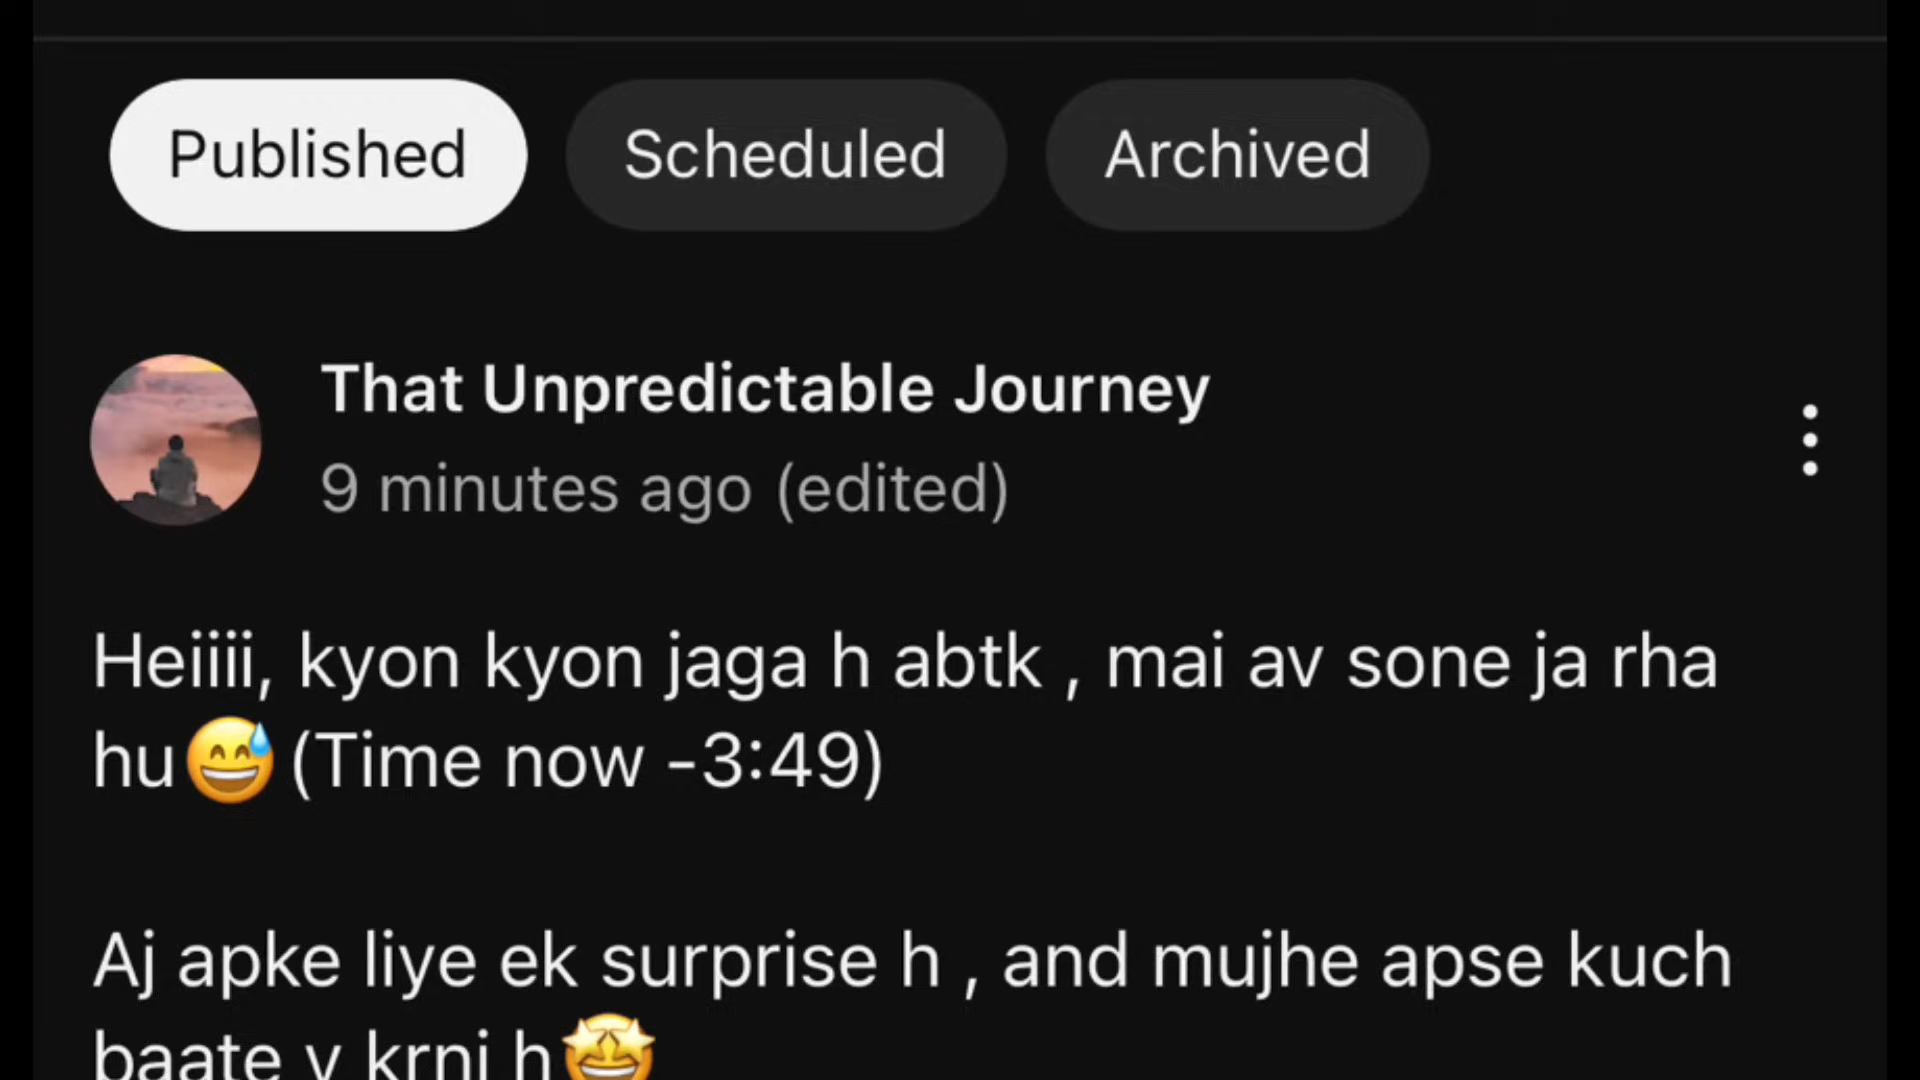 Published Scheduled Archived
That Unpredictable Journey
9 minutes ago (edited)
Heiiii, kyon kyon jaga h abtk , mai av sone ja rha
hu😅 (Time now -3:49)
Aj apke liye ek surprise h , and mujhe apse kuch
baate v krni h🤩